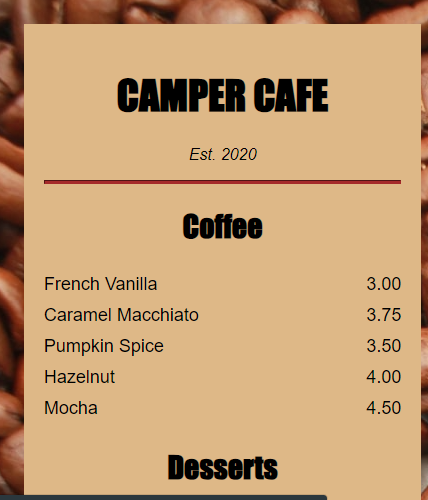 CAMPER CAFE
Est. 2020
Coffee
French Vanilla 3.00
Caramel Macchiato 3.75
Pumpkin Spice 3.50
Hazelnut 4.00
Mocha 4.50
Desserts